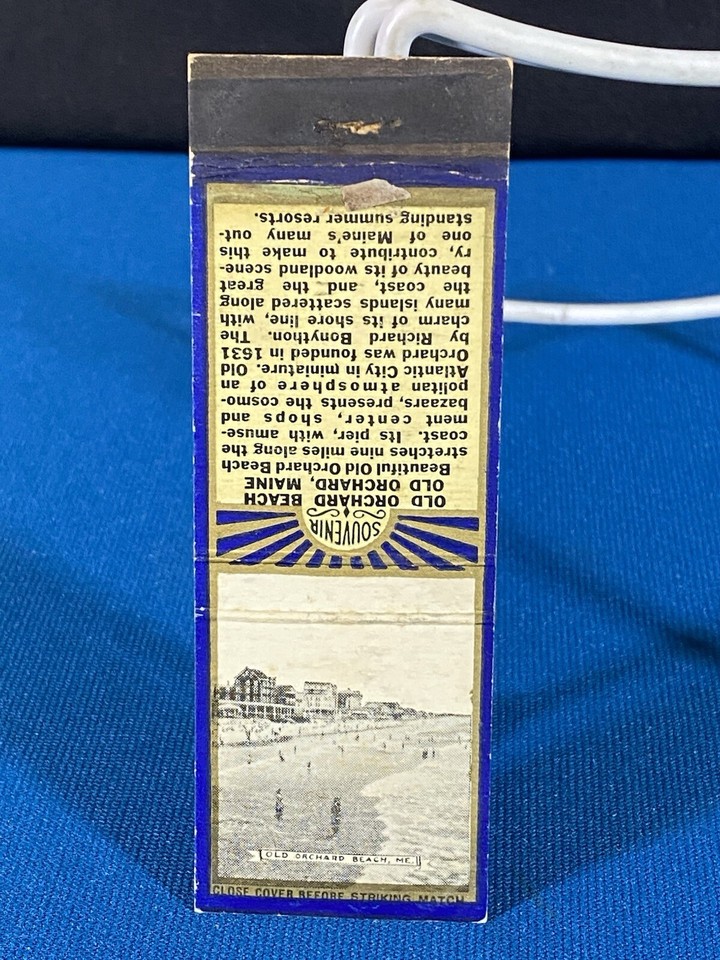 SOUVENIR
OLD ORCHARD BEACH
OLD ORCHARD, MAINE
Beautiful Old Orchard Beach
stretches nine miles along the
coast. Its pier, with amuse-
ment center, shops and
bazaars, presents the cosmo-
politan atmosphere of an
Atlantic City in miniature. Old
Orchard was founded in 1631
by Richard Bonython. The
charm of its shore line, with
many islands scattered along
the coast, and the great
beauty of its woodland scene-
ry, contribute to make this
one of Maine's many out-
standing summer resorts.
OLD ORCHARD BEACH, ME.
CLOSE COVER BEFORE STRIKING MATCH